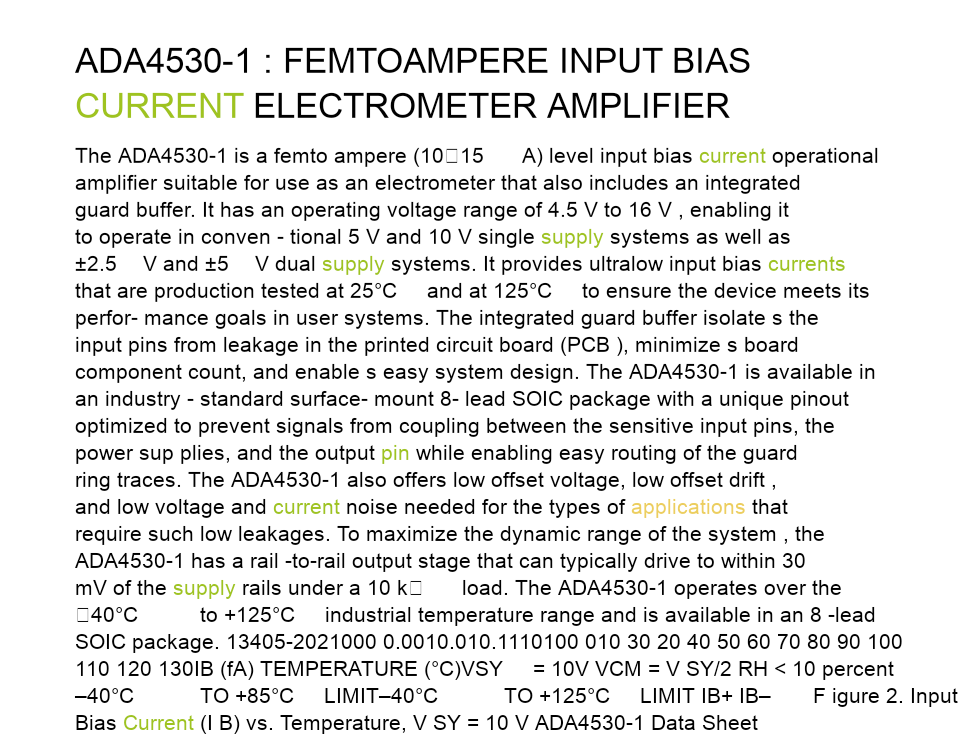 ADA4530-1 : FEMTOAMPERE INPUT BIAS
CURRENT ELECTROMETER AMPLIFIER
The ADA4530-1 is a femto ampere (10□15 A) level input bias current operational
amplifier suitable for use as an electrometer that also includes an integrated
guard buffer. It has an operating voltage range of 4.5 V to 16 V , enabling it
to operate in conven - tional 5 V and 10 V single supply systems as well as
±2.5 V and ±5 V dual supply systems. It provides ultralow input bias currents
that are production tested at 25°C and at 125°C to ensure the device meets its
perfor- mance goals in user systems. The integrated guard buffer isolate s the
input pins from leakage in the printed circuit board (PCB ), minimize s board
component count, and enable s easy system design. The ADA4530-1 is available in
an industry - standard surface- mount 8- lead SOIC package with a unique pinout
optimized to prevent signals from coupling between the sensitive input pins, the
power sup plies, and the output pin while enabling easy routing of the guard
ring traces. The ADA4530-1 also offers low offset voltage, low offset drift ,
and low voltage and current noise needed for the types of applications that
require such low leakages. To maximize the dynamic range of the system , the
ADA4530-1 has a rail -to-rail output stage that can typically drive to within 30
mV of the supply rails under a 10 k□ load. The ADA4530-1 operates over the
□40°C to +125°C industrial temperature range and is available in an 8 -lead
SOIC package. 13405-2021000 0.0010.010.1110100 010 30 20 40 50 60 70 80 90 100
110 120 130IB (fA) TEMPERATURE (°C)VSY = 10V VCM = V SY/2 RH < 10 percent
–40°C TO +85°C LIMIT–40°C TO +125°C LIMIT IB+ IB– F igure 2. Input
Bias Current (I B) vs. Temperature, V SY = 10 V ADA4530-1 Data Sheet